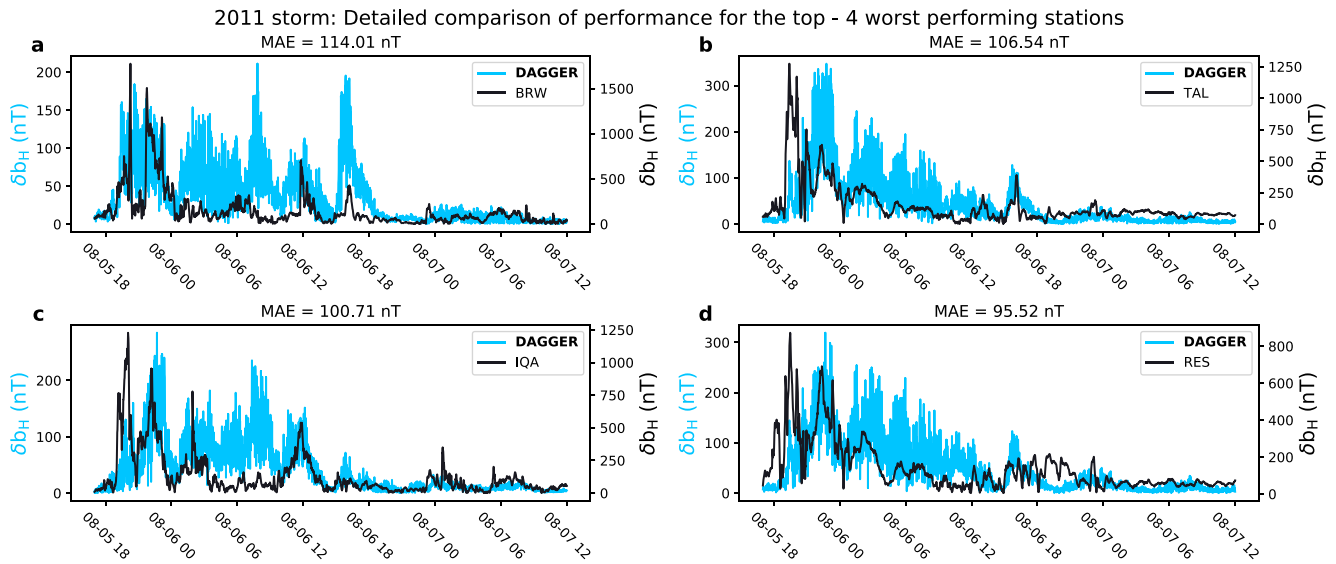 2011 storm: Detailed comparison of performance for the top - 4 worst performing stations
a
MAE = 114.01 nT
DAGGER
BRW
δb_H (nT)
200
150
100
50
0
δb_H (nT)
1500
1000
500
0
08-05 18
08-06 00
08-06 06
08-06 12
08-06 18
08-07 00
08-07 06
08-07 12
b
MAE = 106.54 nT
DAGGER
TAL
δb_H (nT)
300
200
100
0
δb_H (nT)
1250
1000
750
500
250
0
08-05 18
08-06 00
08-06 06
08-06 12
08-06 18
08-07 00
08-07 06
08-07 12
c
MAE = 100.71 nT
DAGGER
IQA
δb_H (nT)
200
100
0
δb_H (nT)
1250
1000
750
500
250
0
08-05 18
08-06 00
08-06 06
08-06 12
08-06 18
08-07 00
08-07 06
08-07 12
d
MAE = 95.52 nT
DAGGER
RES
δb_H (nT)
300
200
100
0
δb_H (nT)
800
600
400
200
0
08-05 18
08-06 00
08-06 06
08-06 12
08-06 18
08-07 00
08-07 06
08-07 12